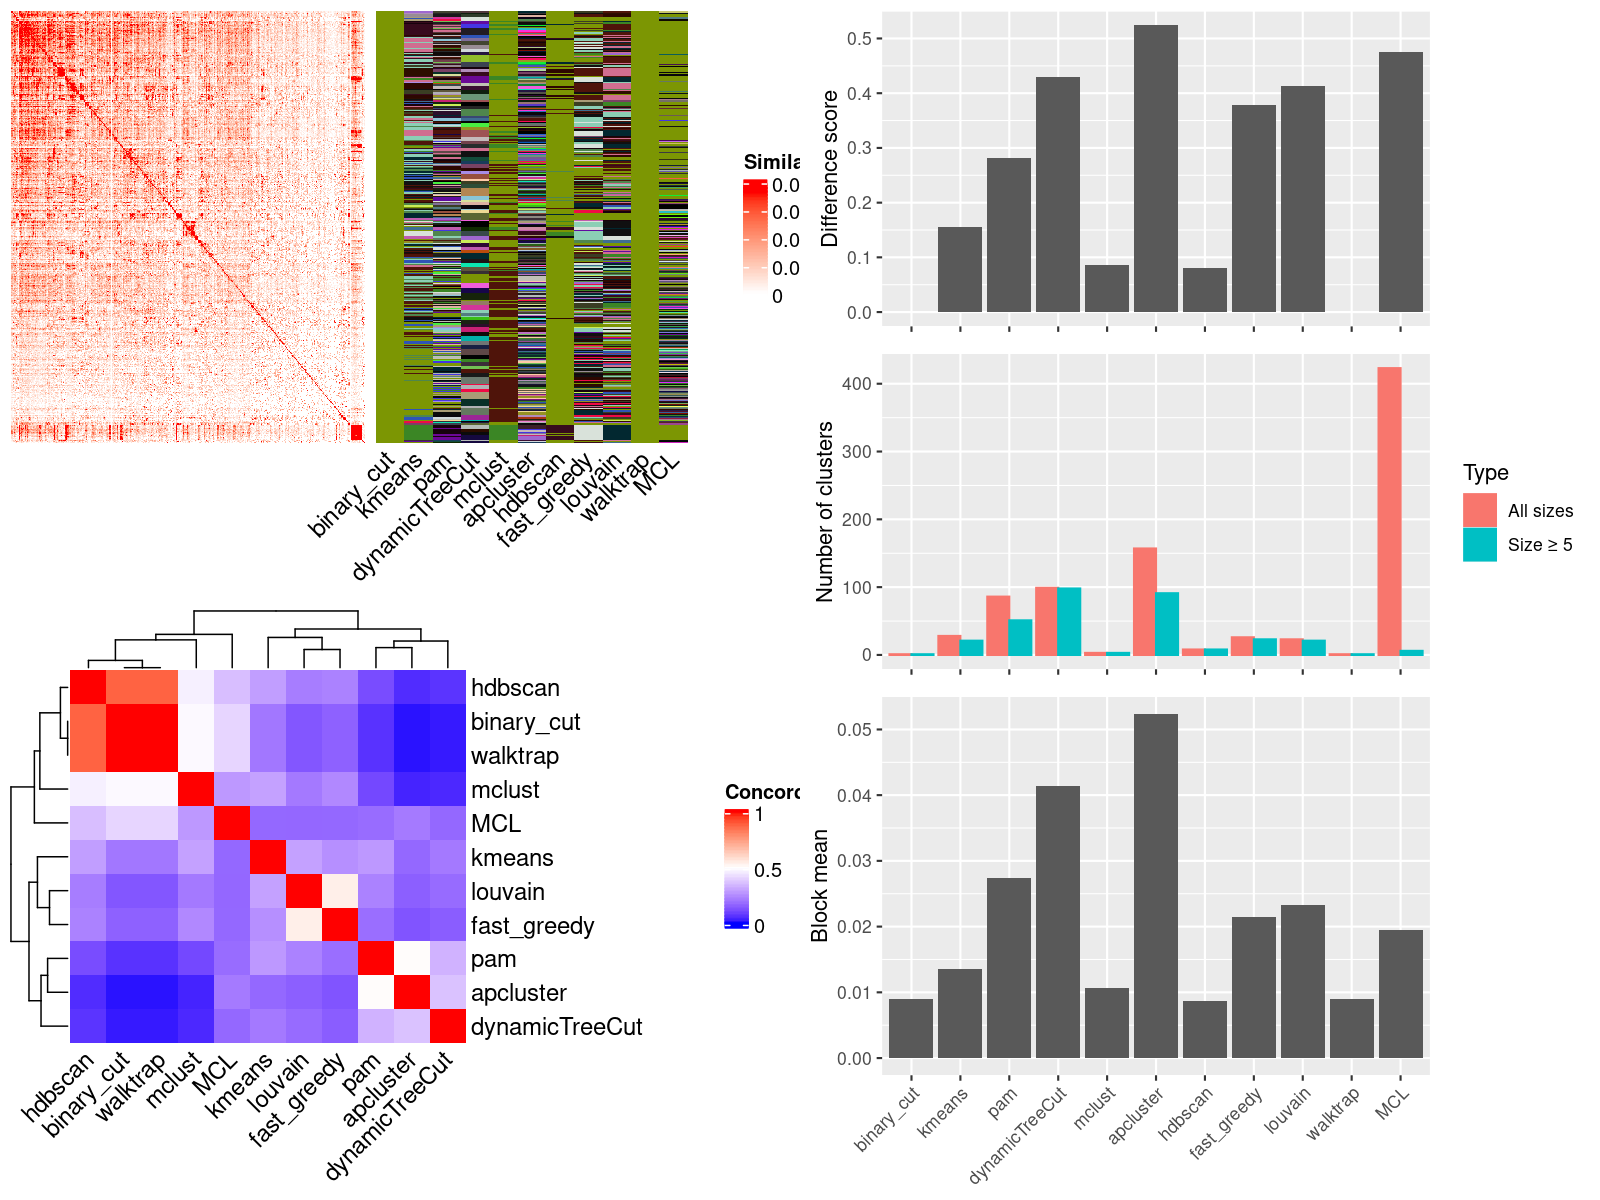 Simila
0.0
0.0
0.0
0.0
0
binary_cut
kmeans
pam
dynamicTreeCut
mclust
apcluster
hdbscan
fast_greedy
louvain
walktrap
MCL
hdbscan
binary_cut
walktrap
mclust
MCL
kmeans
louvain
fast_greedy
pam
apcluster
dynamicTreeCut
hdbscan
binary_cut
walktrap
mclust
MCL
kmeans
louvain
fast_greedy
pam
apcluster
dynamicTreeCut
Concord
1
0.5
0
Difference score
0.5
0.4
0.3
0.2
0.1
0.0
Number of clusters
400
300
200
100
0
Type
All sizes
Size ≥ 5
Block mean
0.05
0.04
0.03
0.02
0.01
0.00
binary_cut
kmeans
pam
dynamicTreeCut
mclust
apcluster
hdbscan
fast_greedy
louvain
walktrap
MCL